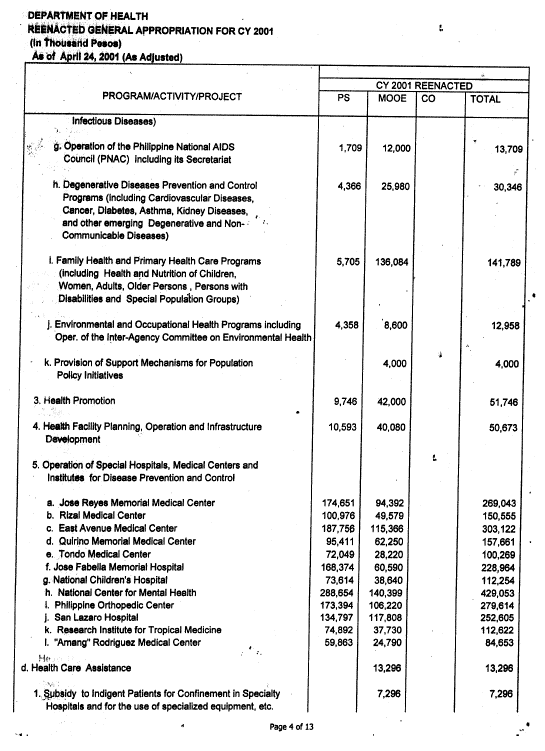 DEPARTMENT OF HEALTH
REENACTED GENERAL APPROPRIATION FOR CY 2001
(In Thousand Pesos)
As of April 24, 2001 (As Adjusted)
CY 2001 REENACTED
PROGRAM/ACTIVITY/PROJECT PS MOOE CO TOTAL
Infectious Diseases)
g. Operation of the Philippine National AIDS 1,709 12,000 13,709
Council (PNAC) including its Secretariat
h. Degenerative Diseases Prevention and Control 4,366 25,980 30,346
Programs (including Cardiovascular Diseases,
Cancer, Diabetes, Asthma, Kidney Diseases,
and other emerging Degenerative and Non-
Communicable Diseases)
i. Family Health and Primary Health Care Programs 5,705 136,084 141,789
(including Health and Nutrition of Children,
Women, Adults, Older Persons , Persons with
Disabilities and Special Population Groups)
j. Environmental and Occupational Health Programs including 4,358 8,600 12,958
Oper. of the Inter-Agency Committee on Environmental Health
k. Provision of Support Mechanisms for Population 4,000 4,000
Policy Initiatives
3. Health Promotion 9,746 42,000 51,746
4. Health Facility Planning, Operation and Infrastructure 10,593 40,080 50,673
Development
5. Operation of Special Hospitals, Medical Centers and
Institutes for Disease Prevention and Control
a. Jose Reyes Memorial Medical Center 174,651 94,392 269,043
b. Rizal Medical Center 100,976 49,579 150,555
c. East Avenue Medical Center 187,756 115,366 303,122
d. Quirino Memorial Medical Center 95,411 62,250 157,661
e. Tondo Medical Center 72,049 28,220 100,269
f. Jose Fabella Memorial Hospital 168,374 60,590 228,964
g. National Children's Hospital 73,614 38,640 112,254
h. National Center for Mental Health 288,654 140,399 429,053
i. Philippine Orthopedic Center 173,394 106,220 279,614
j. San Lazaro Hospital 134,797 117,808 252,605
k. Research Institute for Tropical Medicine 74,892 37,730 112,622
l. "Amang" Rodriguez Medical Center 59,863 24,790 84,653
d. Health Care Assistance 13,296 13,296
1. Subsidy to Indigent Patients for Confinement in Specialty 7,296 7,296
Hospitals and for the use of specialized equipment, etc.
Page 4 of 13